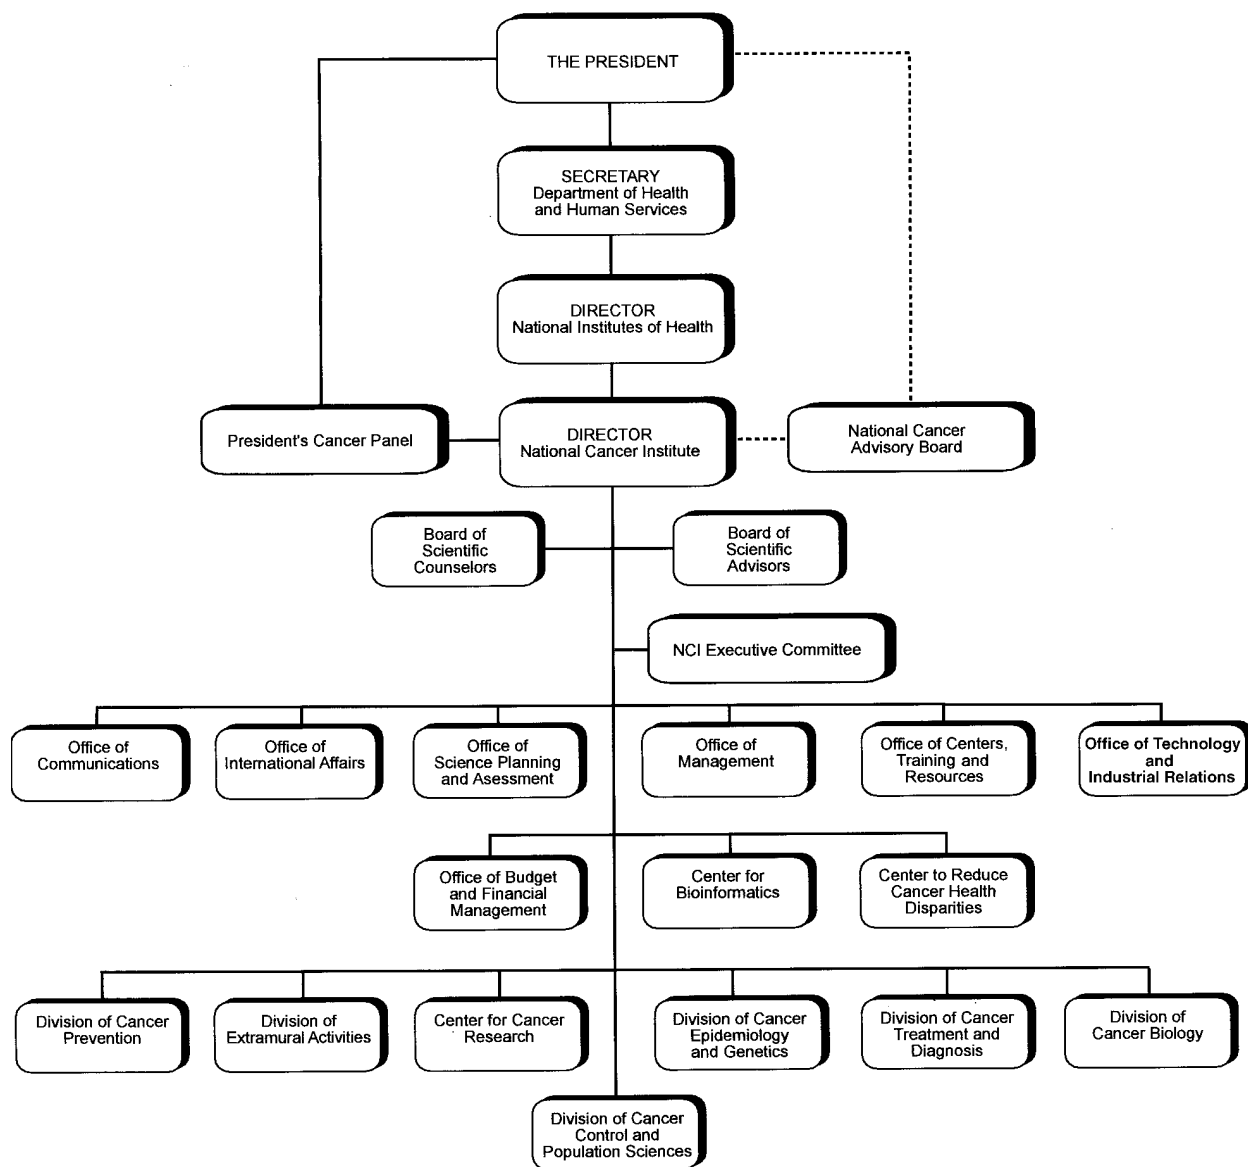 THE PRESIDENT
SECRETARY
Department of Health
and Human Services
DIRECTOR
National Institutes of Health
President's Cancer Panel
DIRECTOR
National Cancer Institute
National Cancer
Advisory Board
Board of
Scientific
Counselors
Board of
Scientific
Advisors
NCI Executive Committee
Office of
Communications
Office of
International Affairs
Office of
Science Planning
and Asessment
Office of
Management
Office of Centers,
Training and
Resources
Office of Technology
and
Industrial Relations
Office of Budget
and Financial
Management
Center for
Bioinformatics
Center to Reduce
Cancer Health
Disparities
Division of Cancer
Prevention
Division of
Extramural Activities
Center for Cancer
Research
Division of Cancer
Epidemiology
and Genetics
Division of Cancer
Treatment and
Diagnosis
Division of
Cancer Biology
Division of Cancer
Control and
Population Sciences